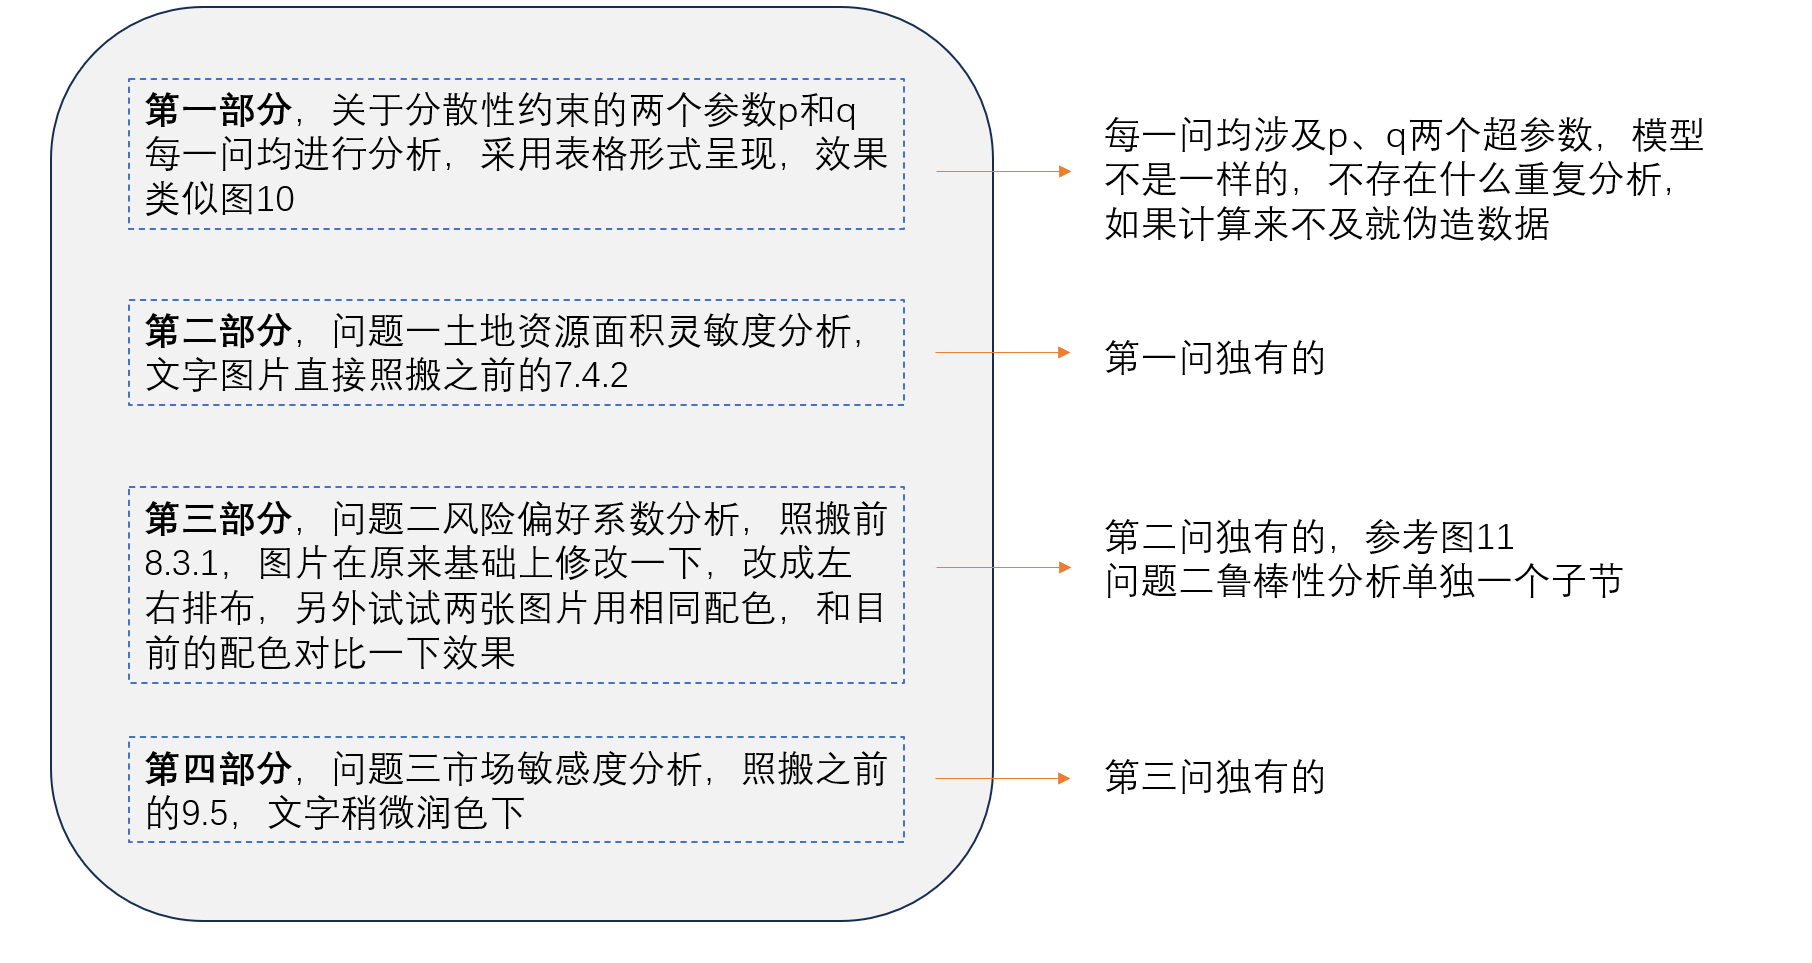 第一部分，关于分散性约束的两个参数p和q
每一问均进行分析，采用表格形式呈现，效果
类似图10
每一问均涉及p、q两个超参数，模型
不是一样的，不存在什么重复分析，
如果计算来不及就伪造数据
第二部分，问题一土地资源面积灵敏度分析，
文字图片直接照搬之前的7.4.2
第一问独有的
第三部分，问题二风险偏好系数分析，照搬前
8.3.1，图片在原来基础上修改一下，改成左
右排布，另外试试两张图片用相同配色，和目
前的配色对比一下效果
第二问独有的，参考图11
问题二鲁棒性分析单独一个子节
第四部分，问题三市场敏感度分析，照搬之前
的9.5，文字稍微润色下
第三问独有的